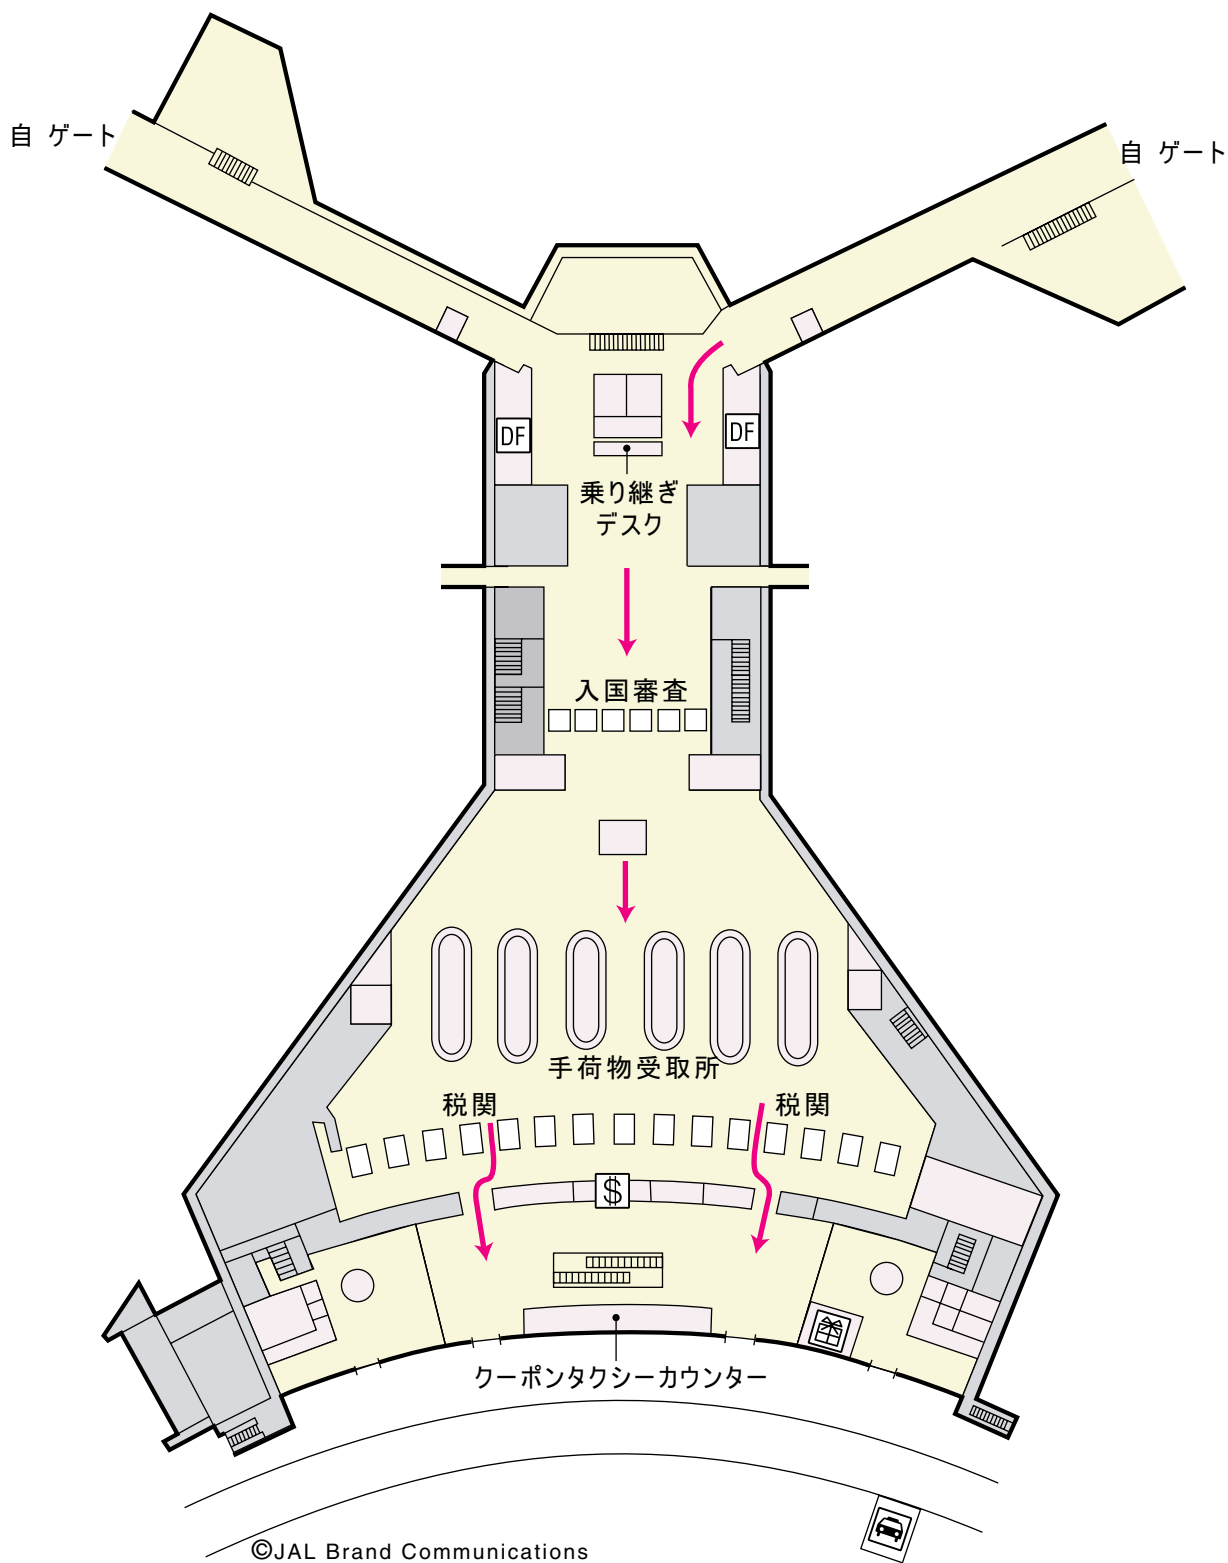 自 ゲート
自 ゲート
DF
DF
乗り継ぎ
デスク
入国審査
手荷物受取所
税関
税関
$
クーポンタクシーカウンター
©JAL Brand Communications